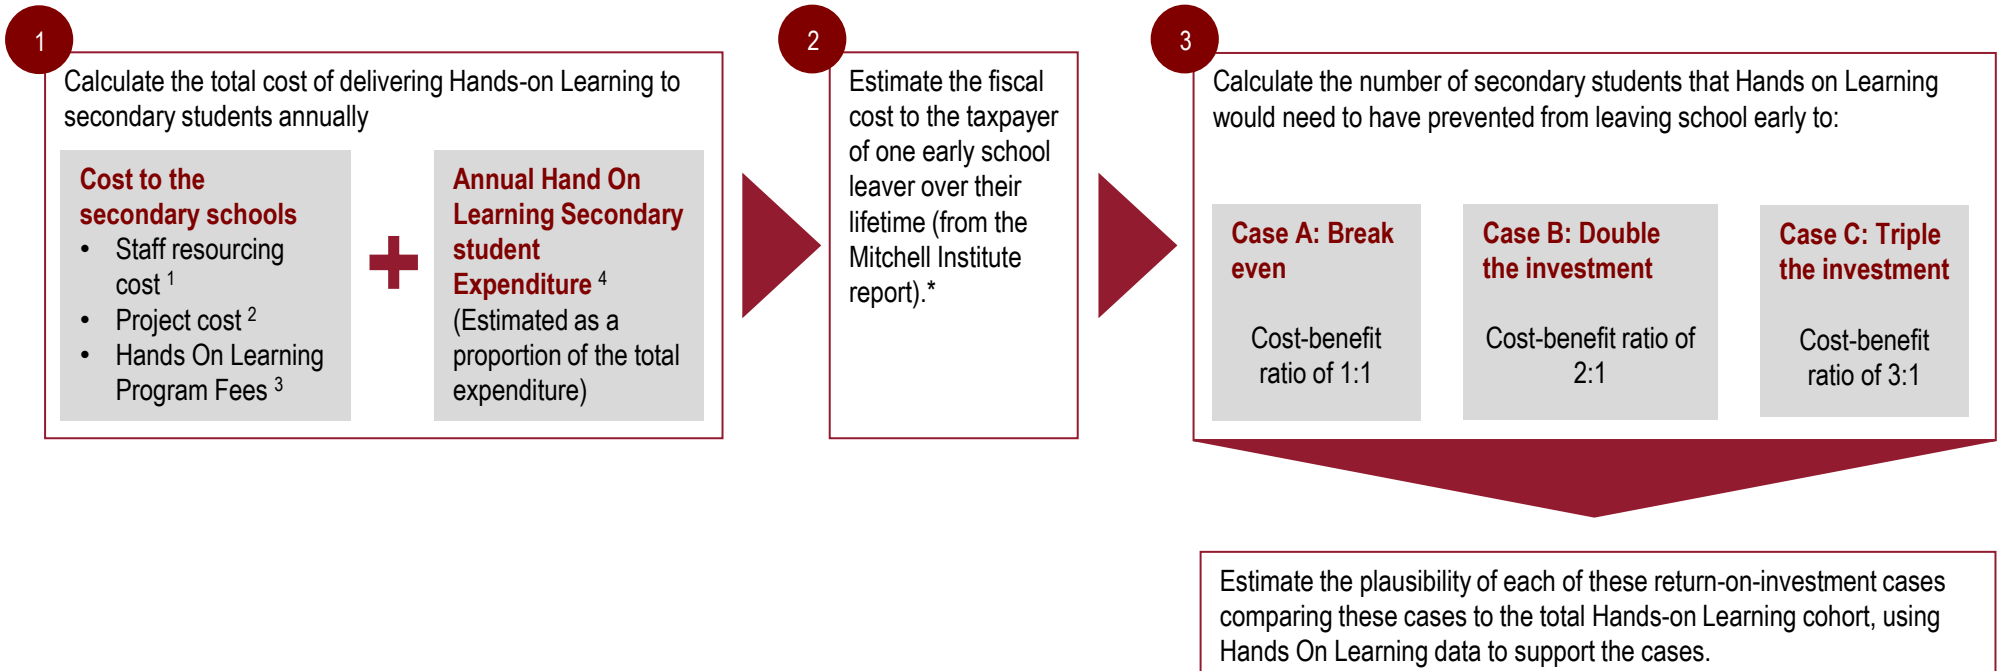 1
Calculate the total cost of delivering Hands-on Learning to
secondary students annually
Cost to the
secondary schools
• Staff resourcing
cost 1
• Project cost 2
• Hands On Learning
Program Fees 3
Annual Hand On
Learning Secondary
student
Expenditure 4
(Estimated as a
proportion of the total
expenditure)
2
Estimate the fiscal
cost to the taxpayer
of one early school
leaver over their
lifetime (from the
Mitchell Institute
report).*
3
Calculate the number of secondary students that Hands on Learning
would need to have prevented from leaving school early to:
Case A: Break
even
Cost-benefit
ratio of 1:1
Case B: Double
the investment
Cost-benefit ratio of
2:1
Case C: Triple
the investment
Cost-benefit
ratio of 3:1
Estimate the plausibility of each of these return-on-investment cases
comparing these cases to the total Hands-on Learning cohort, using
Hands On Learning data to support the cases.